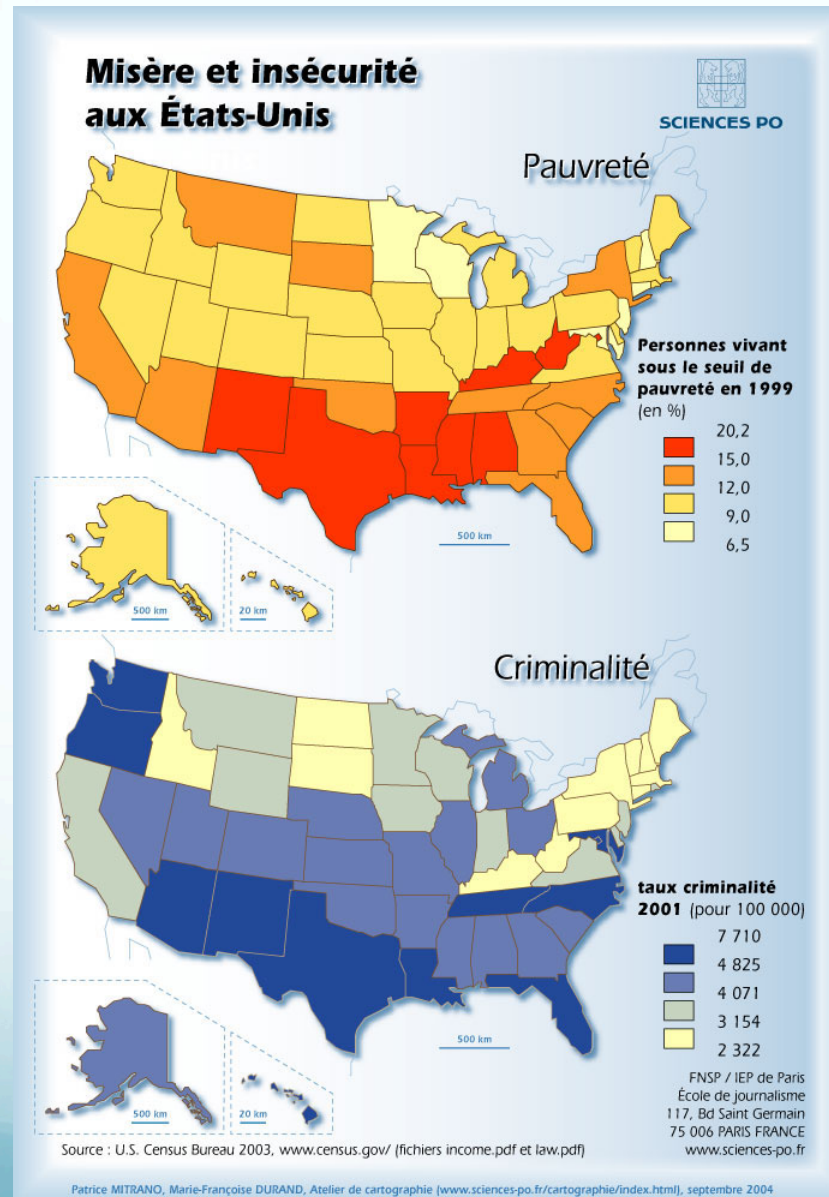 Misère et insécurité
aux États-Unis
SCIENCES PO
Pauvreté
Personnes vivant
sous le seuil de
pauvreté en 1999
(en %)
20,2
15,0
12,0
9,0
6,5
500 km
500 km
20 km
Criminalité
taux criminalité
2001 (pour 100 000)
7 710
4 825
4 071
3 154
2 322
500 km
500 km
20 km
FNSP / IEP de Paris
École de journalisme
117, Bd Saint Germain
75 006 PARIS FRANCE
www.sciences-po.fr
Source : U.S. Census Bureau 2003, www.census.gov/ (fichiers income.pdf et law.pdf)
Patrice MITRANO, Marie-Françoise DURAND, Atelier de cartographie (www.sciences-po.fr/cartographie/index.html), septembre 2004